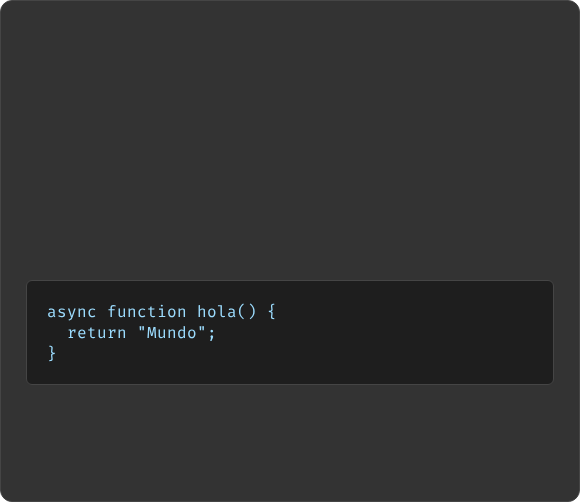 async function hola() {
  return "Mundo";
}